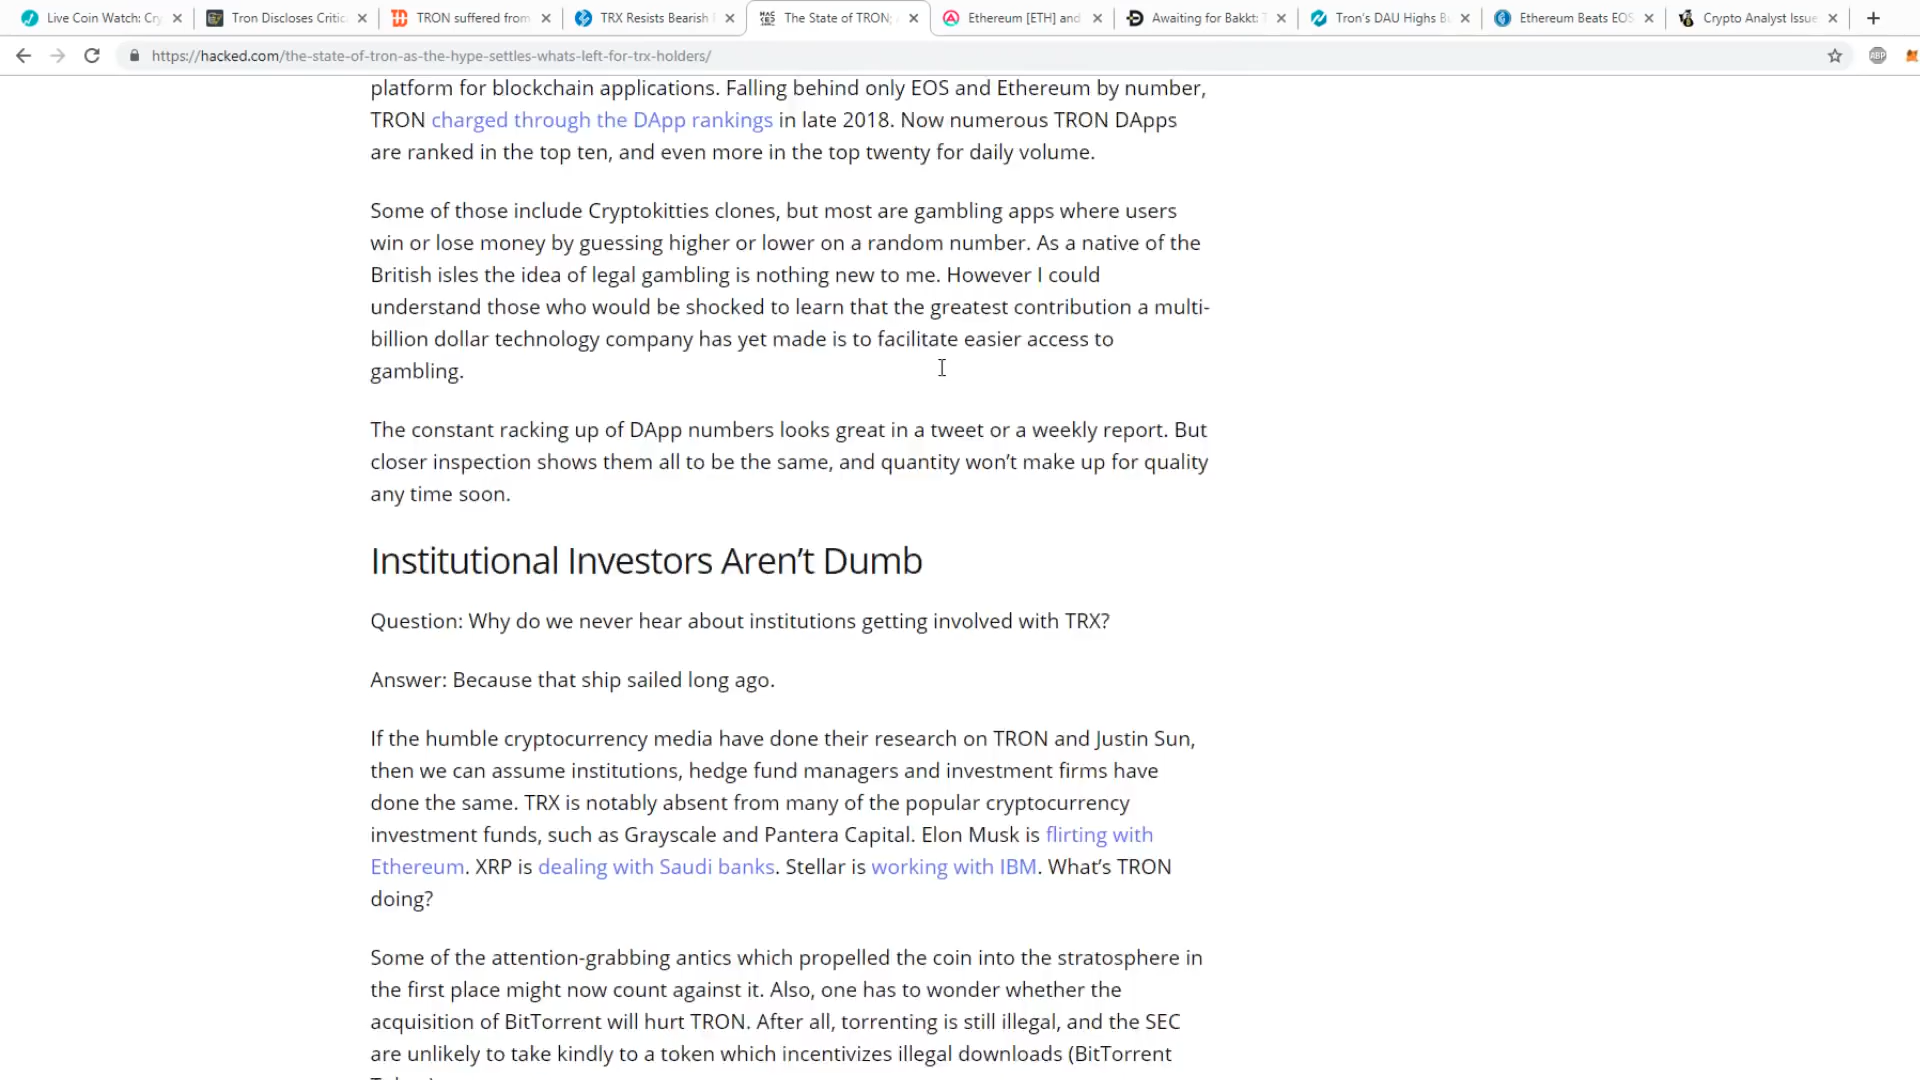 Live Coin Watch: Cry
Tron Discloses Critic
TRON suffered from
TRX Resists Bearish
The State of TRON;
Ethereum [ETH] and
Awaiting for Bakkt:
Tron's DAU Highs
Ethereum Beats EOS
Crypto Analyst Issue
https://hacked.com/the-state-of-tron-as-the-hype-settles-whats-left-for-trx-holders/
ABP
platform for blockchain applications. Falling behind only EOS and Ethereum by number,
TRON charged through the DApp rankings in late 2018. Now numerous TRON DApps
are ranked in the top ten, and even more in the top twenty for daily volume.
Some of those include Cryptokitties clones, but most are gambling apps where users
win or lose money by guessing higher or lower on a random number. As a native of the
British isles the idea of legal gambling is nothing new to me. However I could
understand those who would be shocked to learn that the greatest contribution a multi-
billion dollar technology company has yet made is to facilitate easier access to
gambling.
The constant racking up of DApp numbers looks great in a tweet or a weekly report. But
closer inspection shows them all to be the same, and quantity won’t make up for quality
any time soon.
Institutional Investors Aren’t Dumb
Question: Why do we never hear about institutions getting involved with TRX?
Answer: Because that ship sailed long ago.
If the humble cryptocurrency media have done their research on TRON and Justin Sun,
then we can assume institutions, hedge fund managers and investment firms have
done the same. TRX is notably absent from many of the popular cryptocurrency
investment funds, such as Grayscale and Pantera Capital. Elon Musk is flirting with
Ethereum. XRP is dealing with Saudi banks. Stellar is working with IBM. What’s TRON
doing?
Some of the attention-grabbing antics which propelled the coin into the stratosphere in
the first place might now count against it. Also, one has to wonder whether the
acquisition of BitTorrent will hurt TRON. After all, torrenting is still illegal, and the SEC
are unlikely to take kindly to a token which incentivizes illegal downloads (BitTorrent